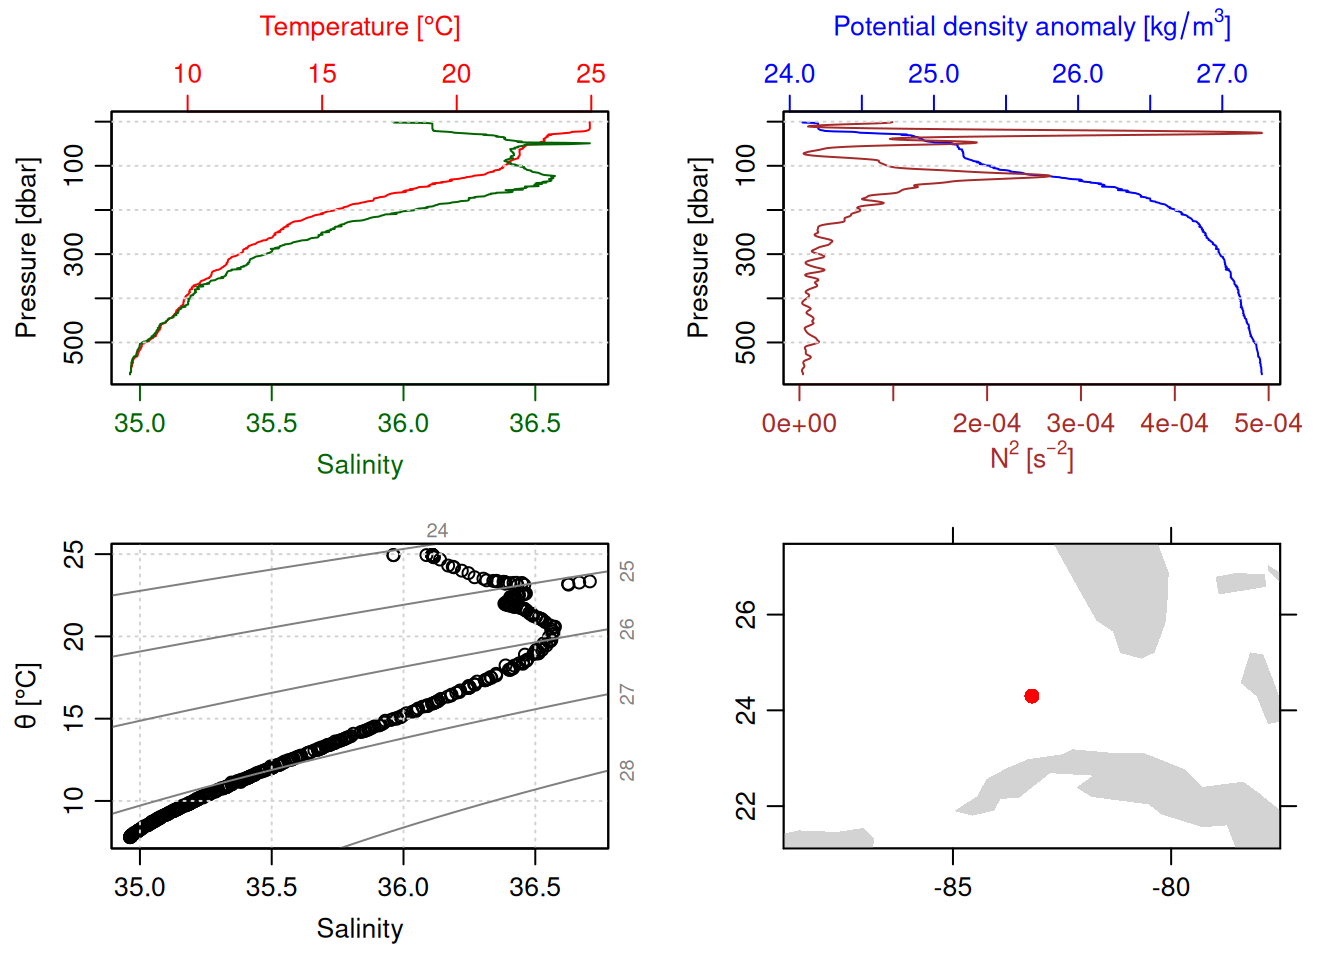 Temperature [°C]
10 15 20 25
Pressure [dbar]
100
300
500
35.0 35.5 36.0 36.5
Salinity
Potential density anomaly [kg/m³]
24.0 25.0 26.0 27.0
Pressure [dbar]
100
300
500
0e+00 2e-04 3e-04 4e-04 5e-04
N² [s⁻²]
24
25
26
27
28
θ [°C]
25
20
15
10
35.0 35.5 36.0 36.5
Salinity
26
24
22
-85 -80